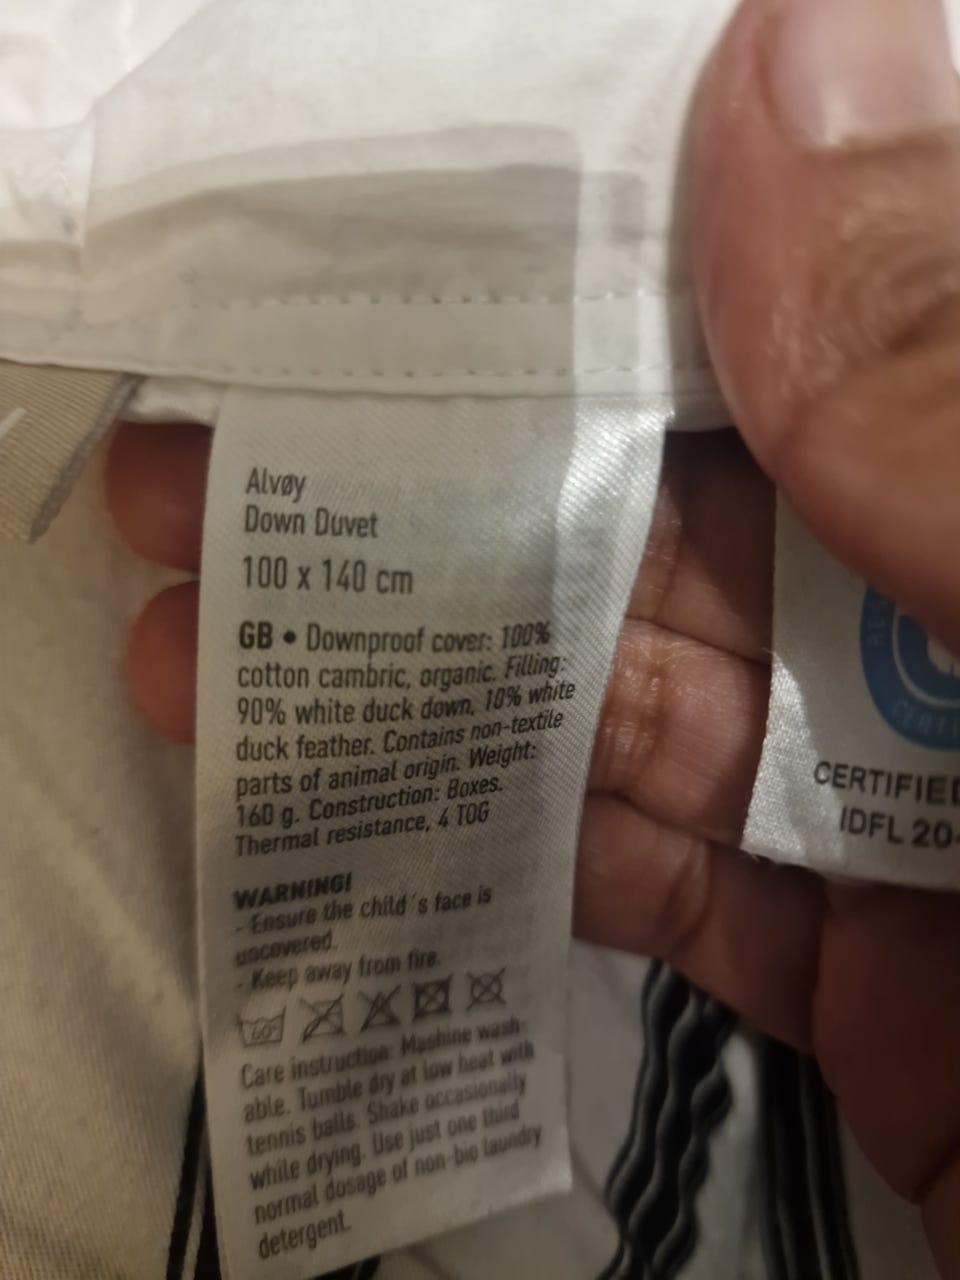 Alvøy
Down Duvet
100 x 140 cm
GB • Downproof cover: 100%
cotton cambric, organic. Filling:
90% white duck down, 10% white
duck feather. Contains non-textile
parts of animal origin. Weight:
160 g. Construction: Boxes.
Thermal resistance, 4 TOG
WARNING!
- Ensure the child´s face is
uncovered.
- Keep away from fire.
60°
Care instruction: Mashine wash-
able. Tumble dry at low heat with
tennis balls. Shake occasionally
while drying. Use just one third
normal dosage of non-bio laundry
detergent.
CERTIFIED
IDFL 20-